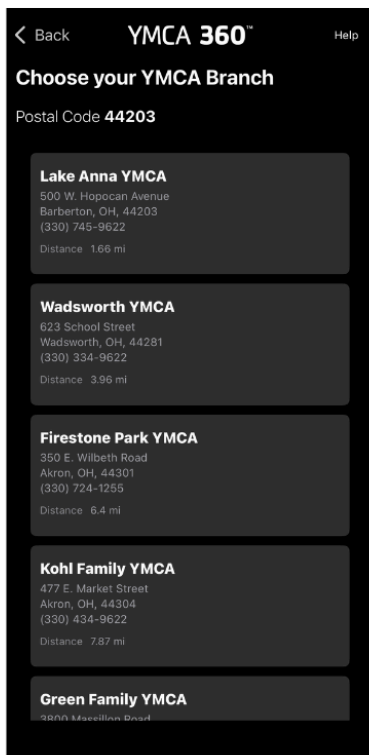 Back YMCA 360™ Help
Choose your YMCA Branch
Postal Code 44203
Lake Anna YMCA
500 W. Hopocan Avenue
Barberton, OH, 44203
(330) 745-9622
Distance 1.66 mi
Wadsworth YMCA
623 School Street
Wadsworth, OH, 44281
(330) 334-9622
Distance 3.96 mi
Firestone Park YMCA
350 E. Wilbeth Road
Akron, OH, 44301
(330) 724-1255
Distance 6.4 mi
Kohl Family YMCA
477 E. Market Street
Akron, OH, 44304
(330) 434-9622
Distance 7.87 mi
Green Family YMCA
3800 Massillon Road